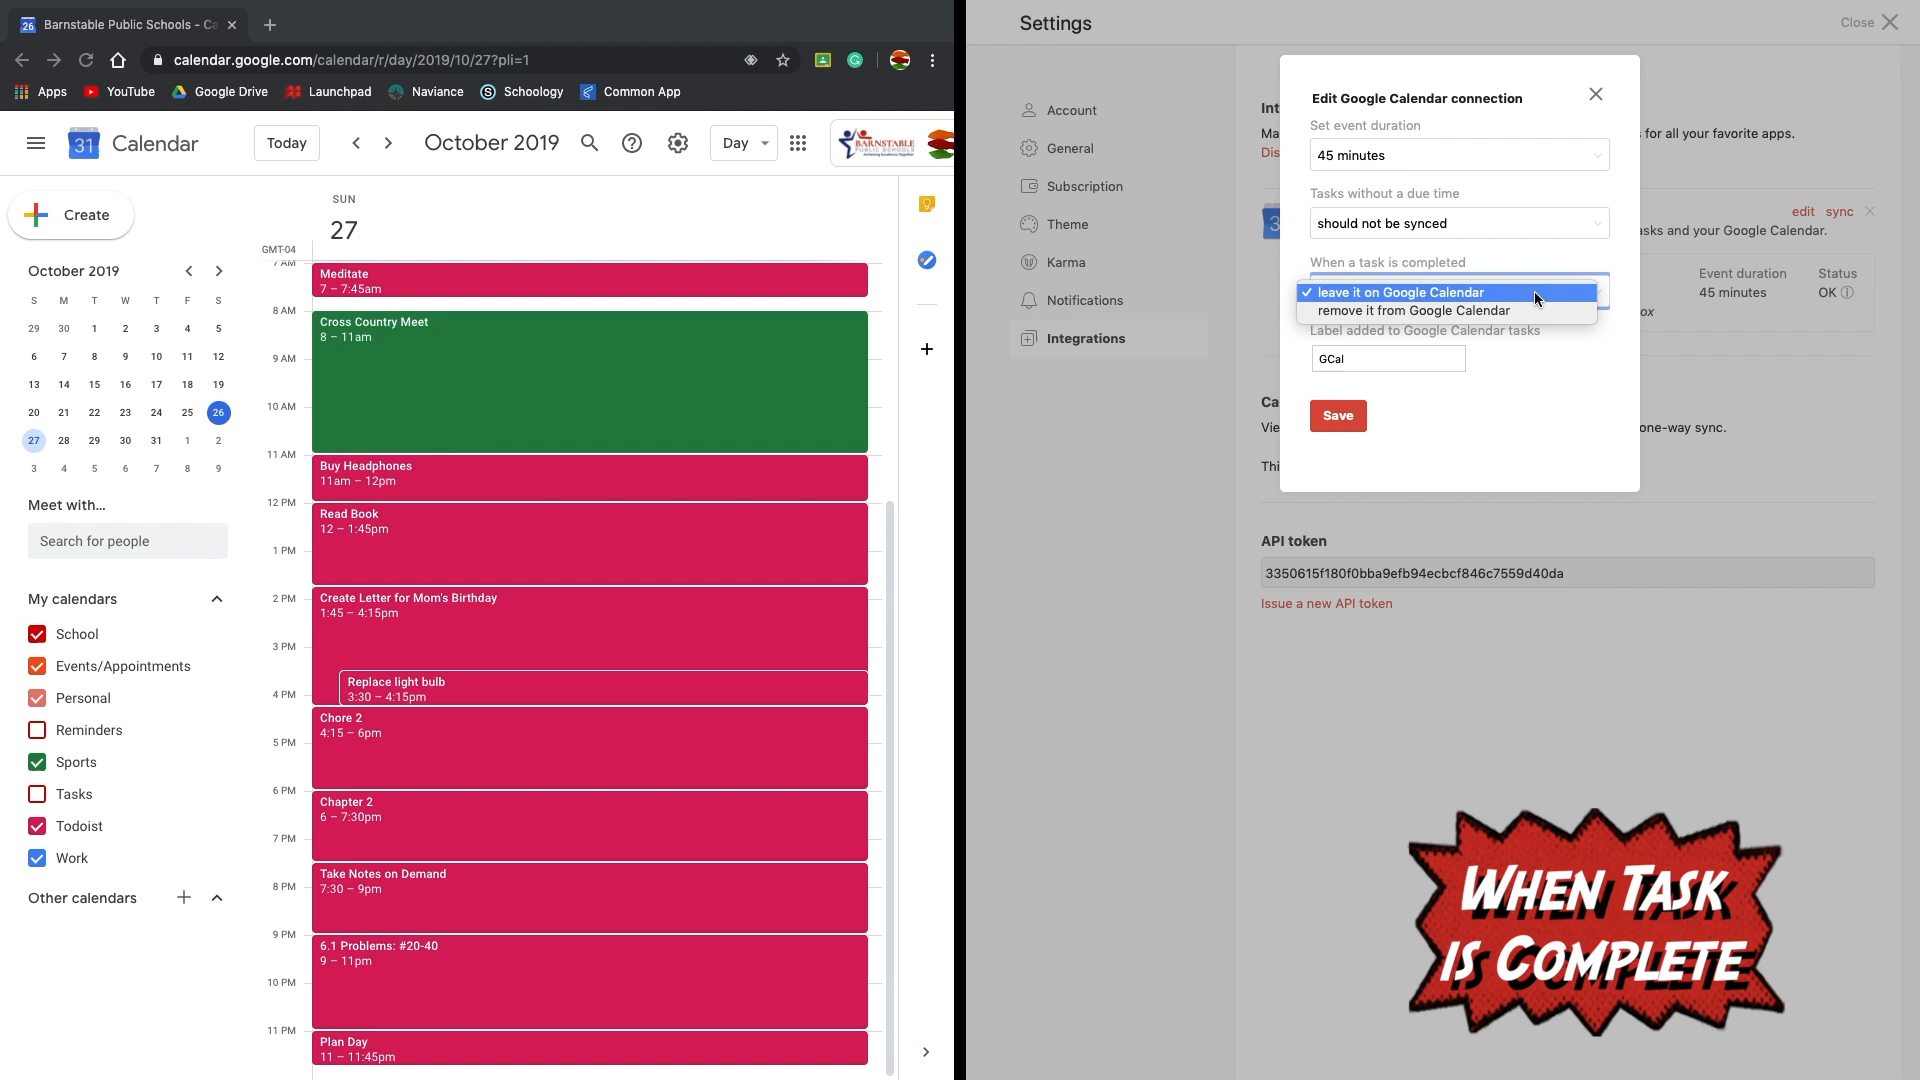 Barnstable Public Schools - Ca
calendar.google.com/calendar/r/day/2019/10/27?pli=1
Apps YouTube Google Drive Launchpad Naviance Schoology Common App
31 Calendar Today October 2019 Day BARNSTABLE
PUBLIC SCHOOLS
Create
October 2019
S M T W T F S
29 30 1 2 3 4 5
6 7 8 9 10 11 12
13 14 15 16 17 18 19
20 21 22 23 24 25 26
27 28 29 30 31 1 2
3 4 5 6 7 8 9
Meet with...
Search for people
My calendars
School
Events/Appointments
Personal
Reminders
Sports
Tasks
Todoist
Work
Other calendars
SUN
27
GMT-04
7 AM
8 AM
9 AM
10 AM
11 AM
12 PM
1 PM
2 PM
3 PM
4 PM
5 PM
6 PM
7 PM
8 PM
9 PM
10 PM
11 PM
Meditate
7 – 7:45am
Cross Country Meet
8 – 11am
Buy Headphones
11am – 12pm
Read Book
12 – 1:45pm
Create Letter for Mom's Birthday
1:45 – 4:15pm
Replace light bulb
3:30 – 4:15pm
Chore 2
4:15 – 6pm
Chapter 2
6 – 7:30pm
Take Notes on Demand
7:30 – 9pm
6.1 Problems: #20-40
9 – 11pm
Plan Day
11 – 11:45pm
Settings
Close
Account
General
Subscription
Theme
Karma
Notifications
Integrations
Int
Ma
for all your favorite apps.
Dis
edit sync
asks and your Google Calendar.
Event duration Status
45 minutes OK
ox
Ca
Vie
one-way sync.
Thi
Edit Google Calendar connection
Set event duration
45 minutes
Tasks without a due time
should not be synced
When a task is completed
leave it on Google Calendar
remove it from Google Calendar
Label added to Google Calendar tasks
GCal
Save
API token
3350615f180f0bba9efb94ecbcf846c7559d40da
Issue a new API token
WHEN TASK
IS COMPLETE